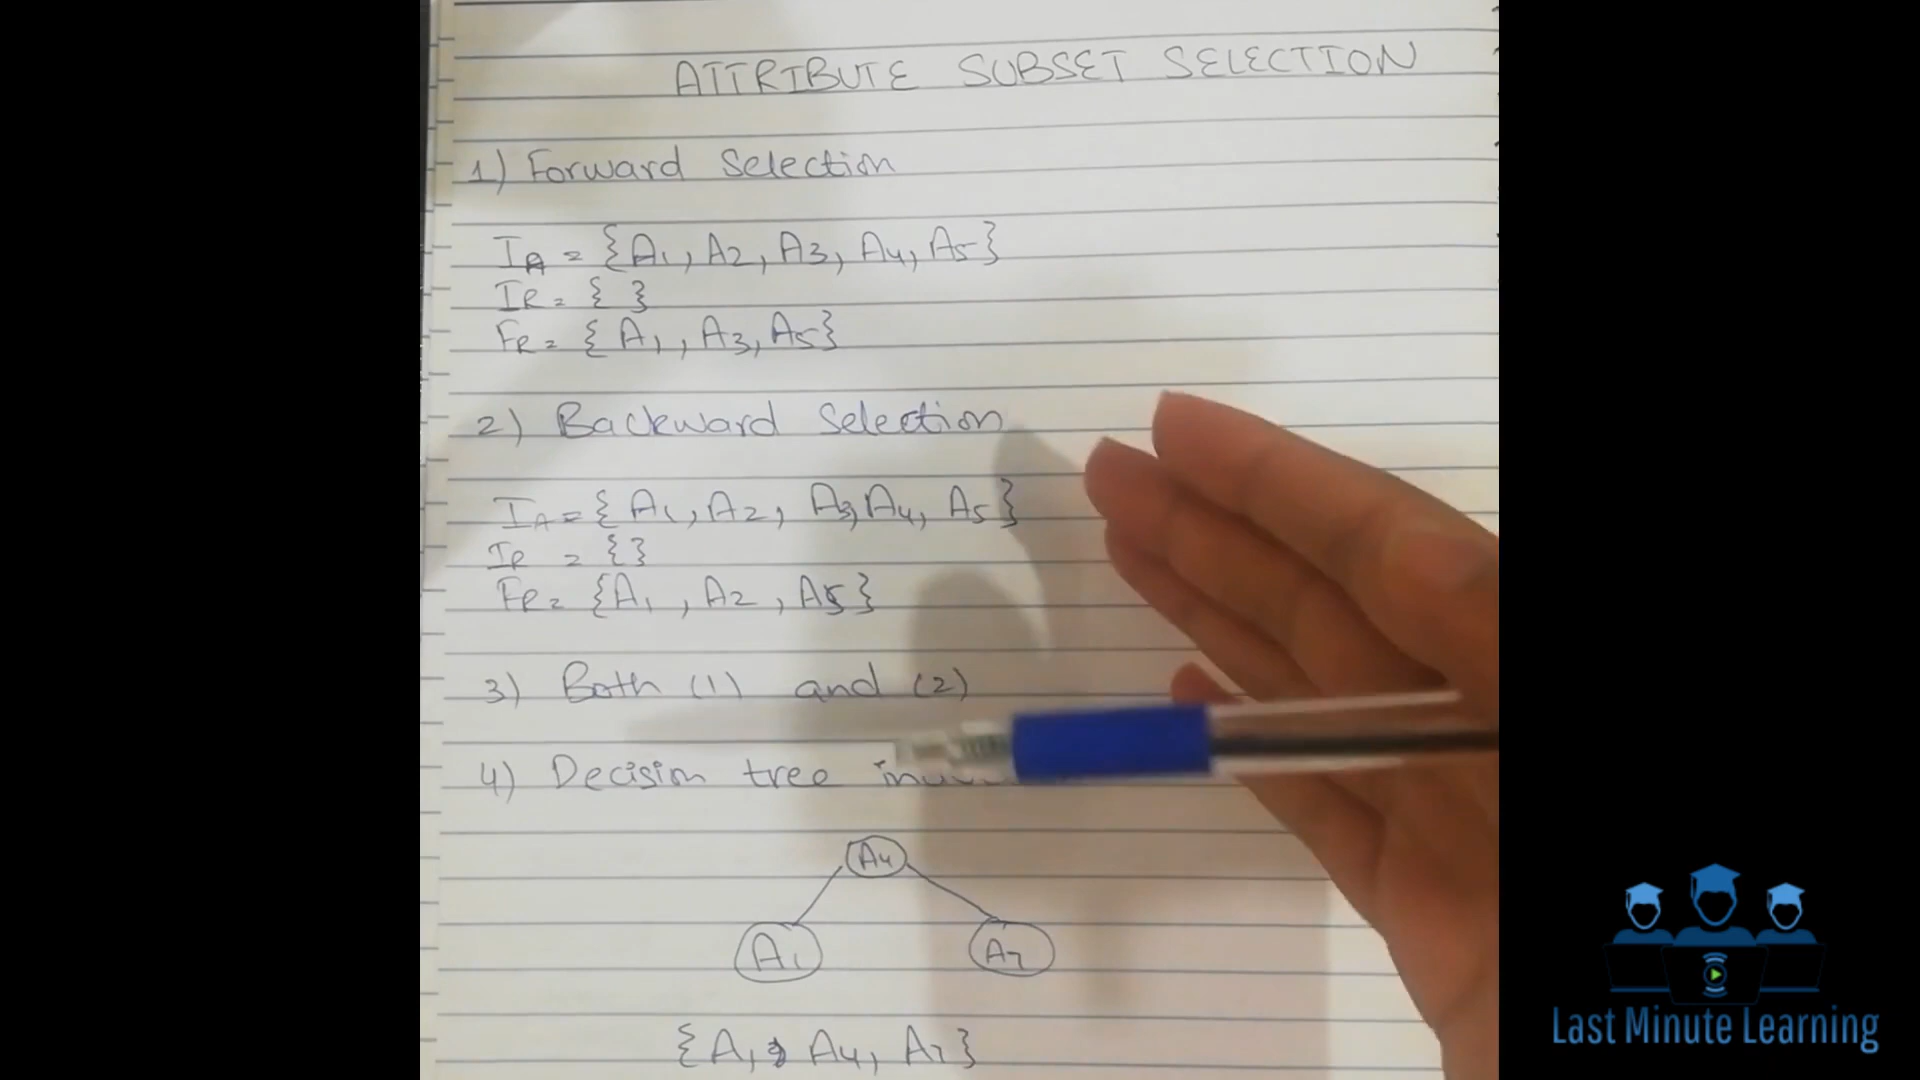 ATTRIBUTE SUBSET SELECTION
1) Forward Selection
IA = {A1, A2, A3, A4, A5}
IR = { }
FR = {A1, A3, A5}
2) Backward Selection
IA = {A1, A2, A3, A4, A5}
IR = {}
FR = {A1, A2, A5}
3) Both (1) and (2)
4) Decision tree
A4
A1 A7
{A1, A4, A7}
Last Minute Learning